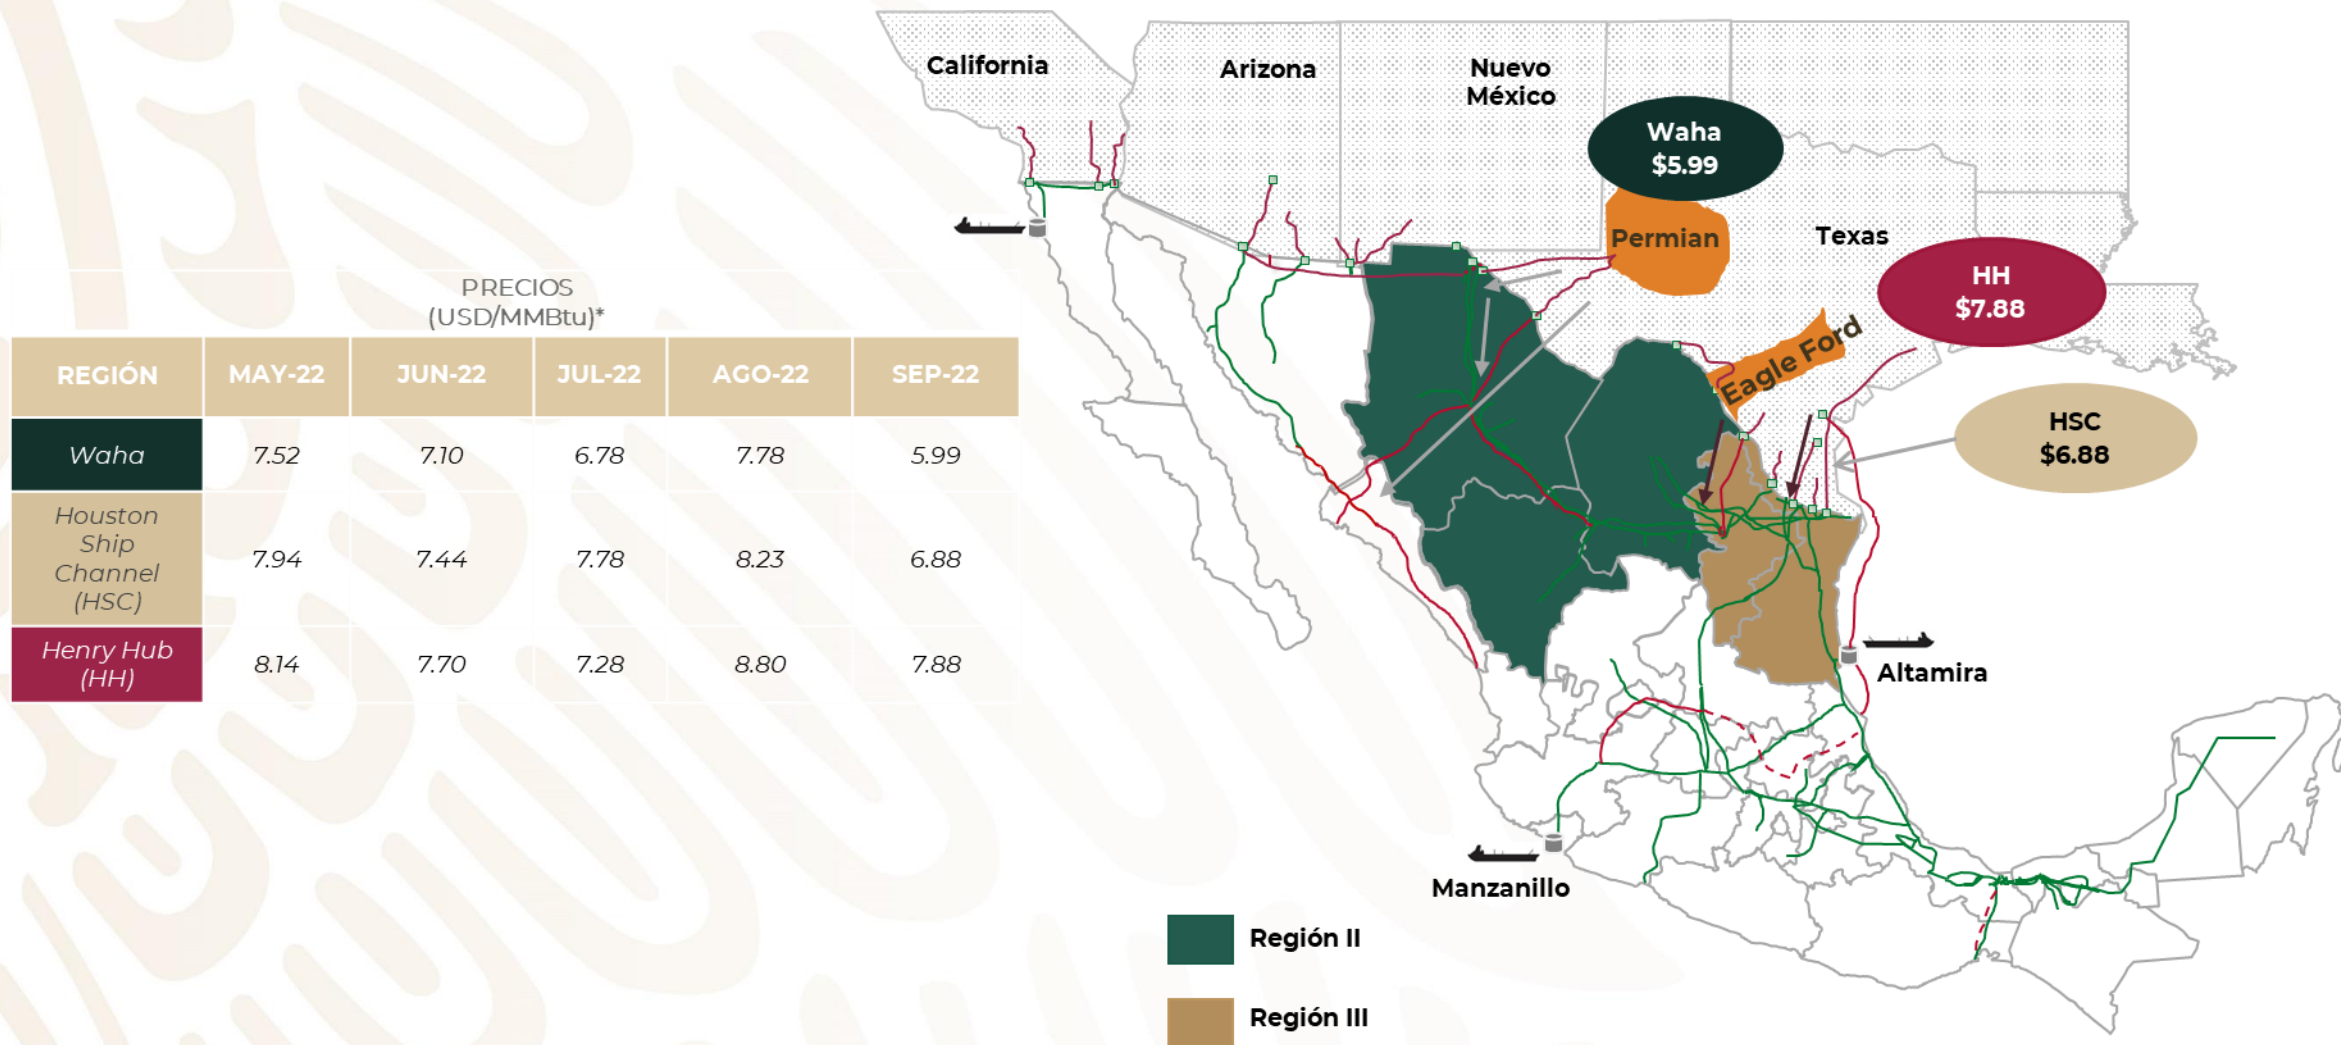 PRECIOS
(USD/MMBtu)*
REGIÓN MAY-22 JUN-22 JUL-22 AGO-22 SEP-22
Waha 7.52 7.10 6.78 7.78 5.99
Houston
Ship
Channel
(HSC)
7.94 7.44 7.78 8.23 6.88
Henry Hub
(HH)
8.14 7.70 7.28 8.80 7.88
California
Arizona
Nuevo
México
Waha
$5.99
Permian
Texas
HH
$7.88
Eagle Ford
HSC
$6.88
Altamira
Manzanillo
Región II
Región III